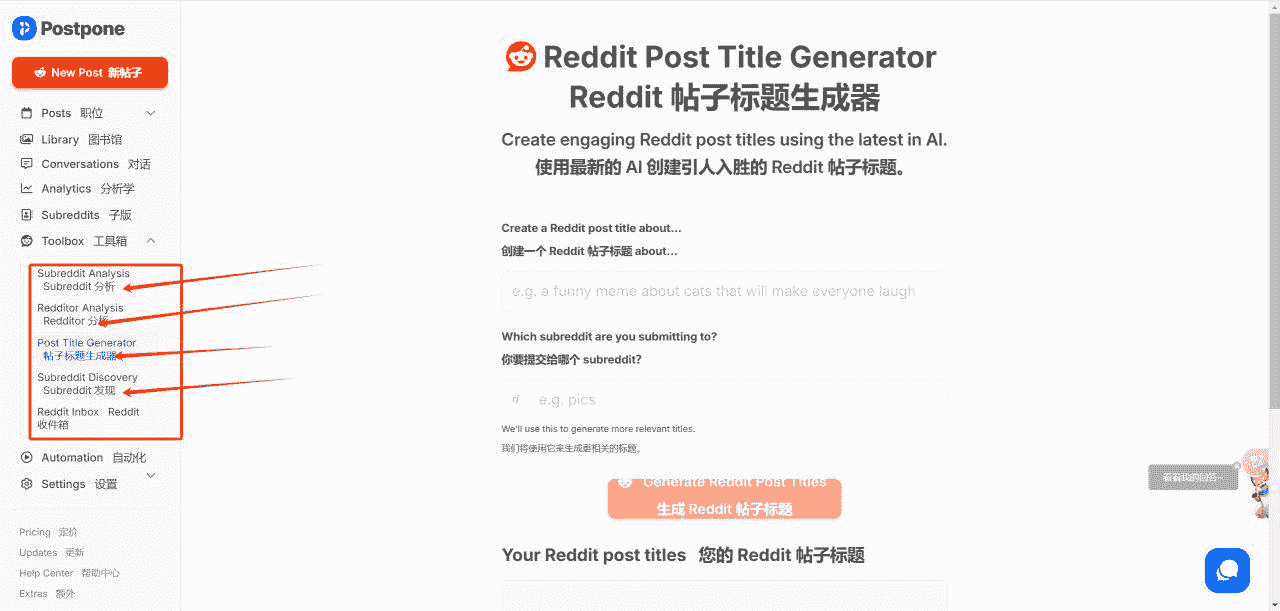 Postpone
New Post 新帖子
Posts 职位
Library 图书馆
Conversations 对话
Analytics 分析学
Subreddits 子版
Toolbox 工具箱
Subreddit Analysis
Subreddit 分析
Redditor Analysis
Redditor 分析
Post Title Generator
帖子标题生成器
Subreddit Discovery
Subreddit 发现
Reddit Inbox Reddit
收件箱
Automation 自动化
Settings 设置
Pricing 定价
Updates 更新
Help Center 帮助中心
Extras 额外
Reddit Post Title Generator
Reddit 帖子标题生成器
Create engaging Reddit post titles using the latest in AI.
使用最新的 AI 创建引人入胜的 Reddit 帖子标题。
Create a Reddit post title about...
创建一个 Reddit 帖子标题 about...
e.g. a funny meme about cats that will make everyone laugh
Which subreddit are you submitting to?
你要提交给哪个 subreddit?
r/ e.g. pics
We'll use this to generate more relevant titles.
我们将使用它来生成更相关的标题。
Generate Reddit Post Titles
生成 Reddit 帖子标题
Your Reddit post titles 您的 Reddit 帖子标题